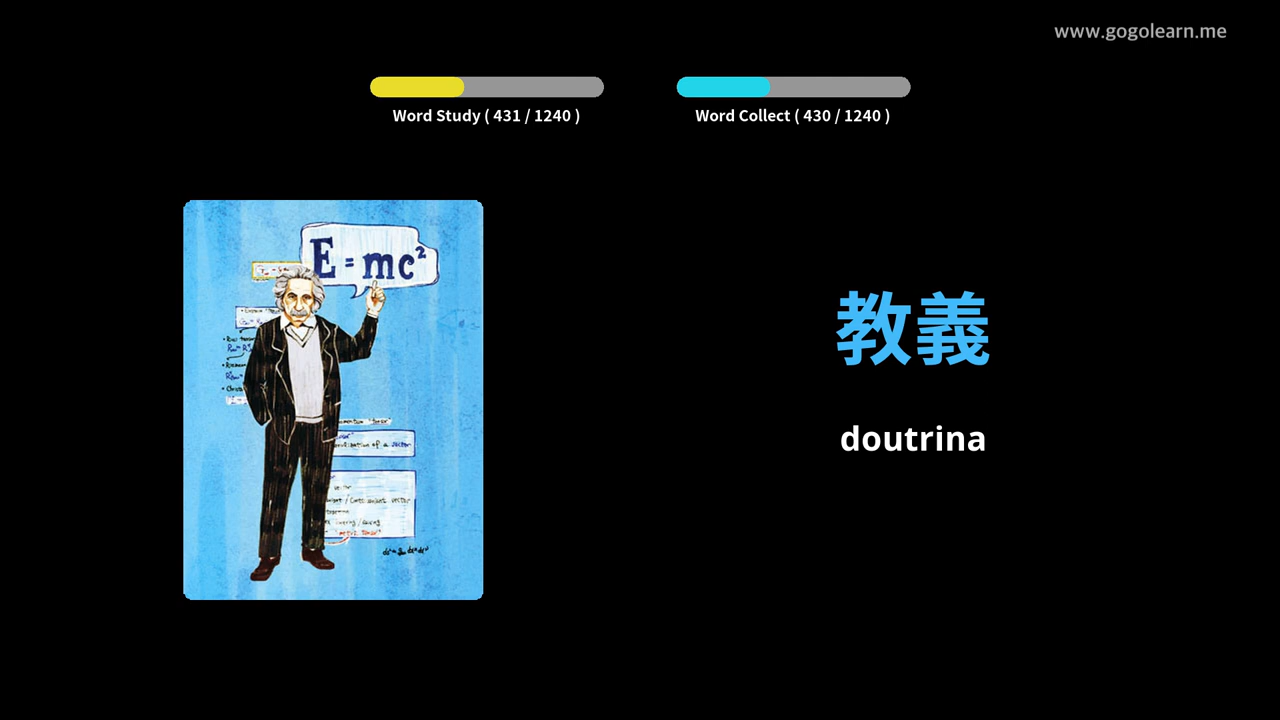 www.gogolearn.me
Word Study ( 431 / 1240 )
Word Collect ( 430 / 1240 )
E = mc²
教義
doutrina